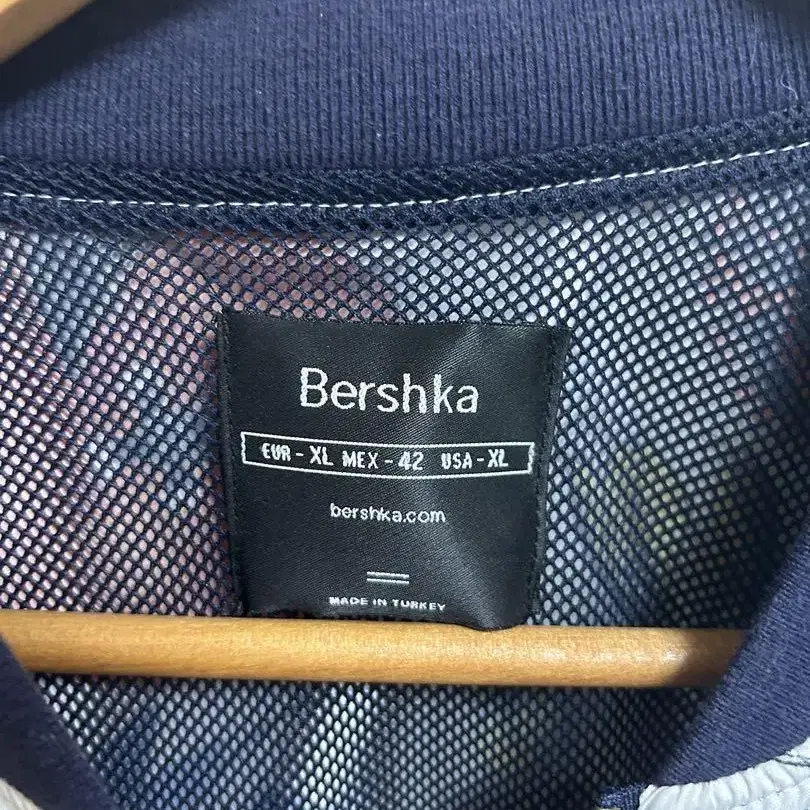 Bershka
EUR - XL MEX - 42 USA - XL
bershka.com
MADE IN TURKEY